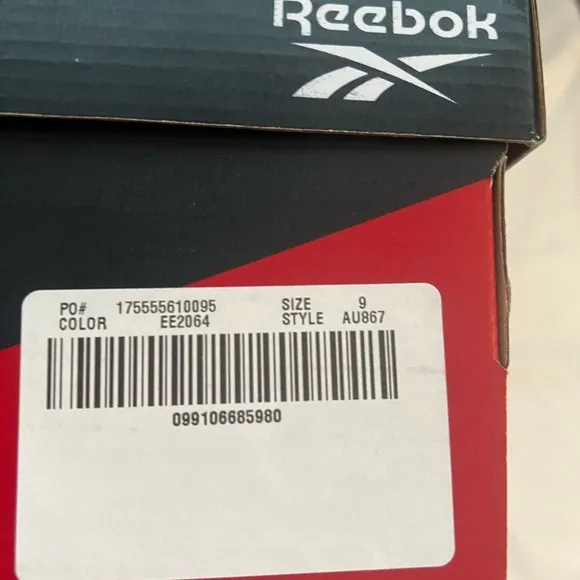 Reebok
PO# 175555610095 SIZE 9
COLOR EE2064 STYLE AU867
099106685980